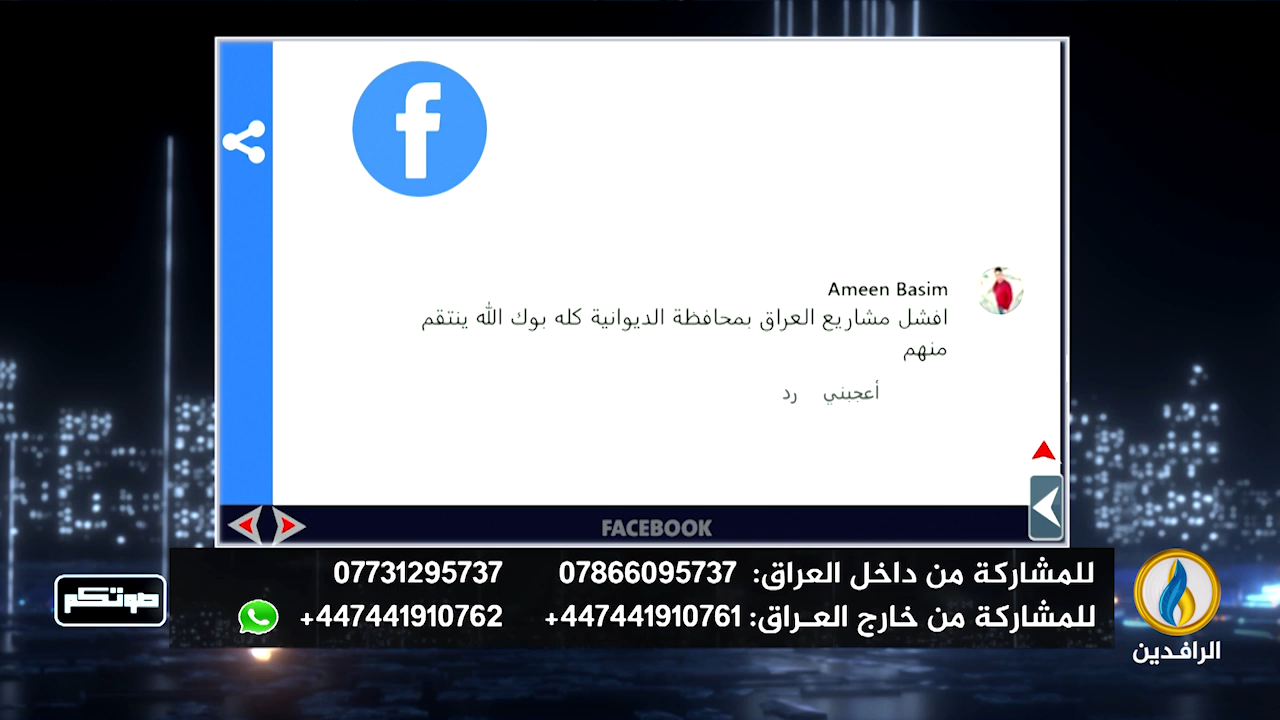 Ameen Basim
افشل مشاريع العراق بمحافظة الديوانية كله بوك الله ينتقم
منهم
أعجبني رد
FACEBOOK
للمشاركة من داخل العراق: 07866095737 07731295737
للمشاركة من خارج العراق: 447441910761+ 447441910762+
صوتكم
الرافدين